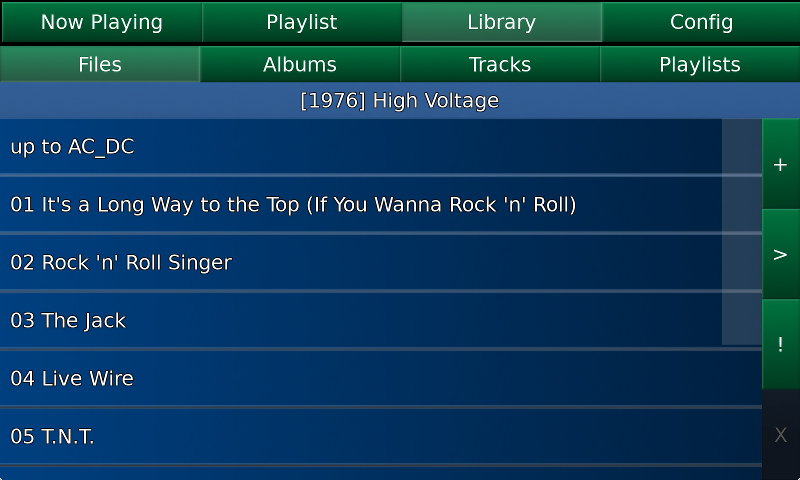 Now Playing Playlist Library Config
Files Albums Tracks Playlists
[1976] High Voltage
up to AC_DC
+
01 It's a Long Way to the Top (If You Wanna Rock 'n' Roll)
02 Rock 'n' Roll Singer
>
03 The Jack
!
04 Live Wire
05 T.N.T.
X